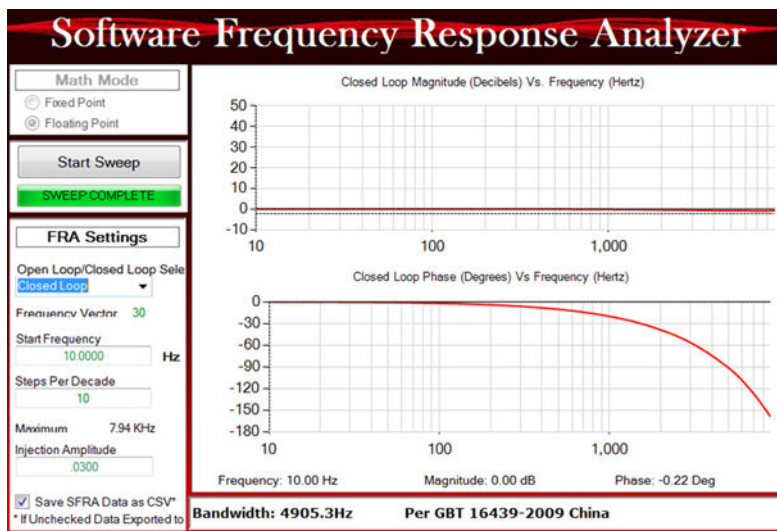 Software Frequency Response Analyzer
Math Mode
Fixed Point
Floating Point
Start Sweep
SWEEP COMPLETE
FRA Settings
Open Loop/Closed Loop Sele
Closed Loop
Frequency Vector 30
Start Frequency
10.0000 Hz
Steps Per Decade
10
Maximum 7.94 KHz
Injection Amplitude
.0300
Save SFRA Data as CSV*
* If Unchecked Data Exported to
Closed Loop Magnitude (Decibels) Vs. Frequency (Hertz)
50
40
30
20
10
0
-10
10 100 1,000
Closed Loop Phase (Degrees) Vs Frequency (Hertz)
0
-30
-60
-90
-120
-150
-180
10 100 1,000
Frequency: 10.00 Hz Magnitude: 0.00 dB Phase: -0.22 Deg
Bandwidth: 4905.3Hz Per GBT 16439-2009 China